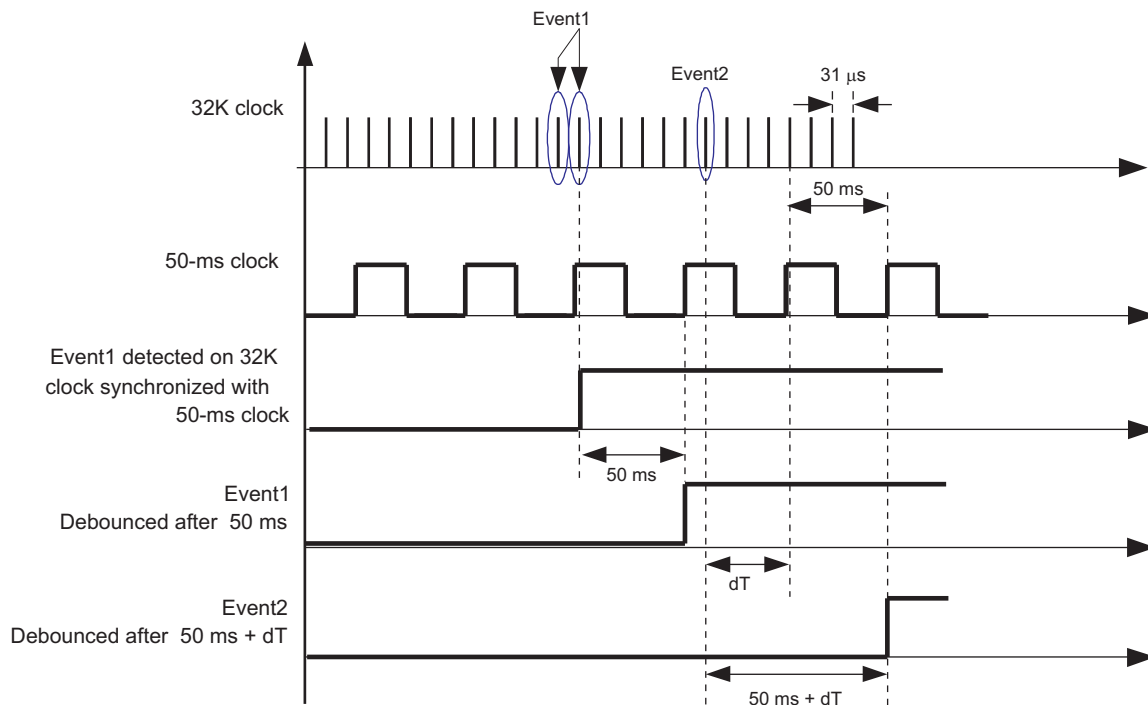 Event1
Event2
31 μs
32K clock
50 ms
50-ms clock
Event1 detected on 32K
clock synchronized with
50-ms clock
50 ms
Event1
Debounced after 50 ms
dT
Event2
Debounced after 50 ms + dT
50 ms + dT